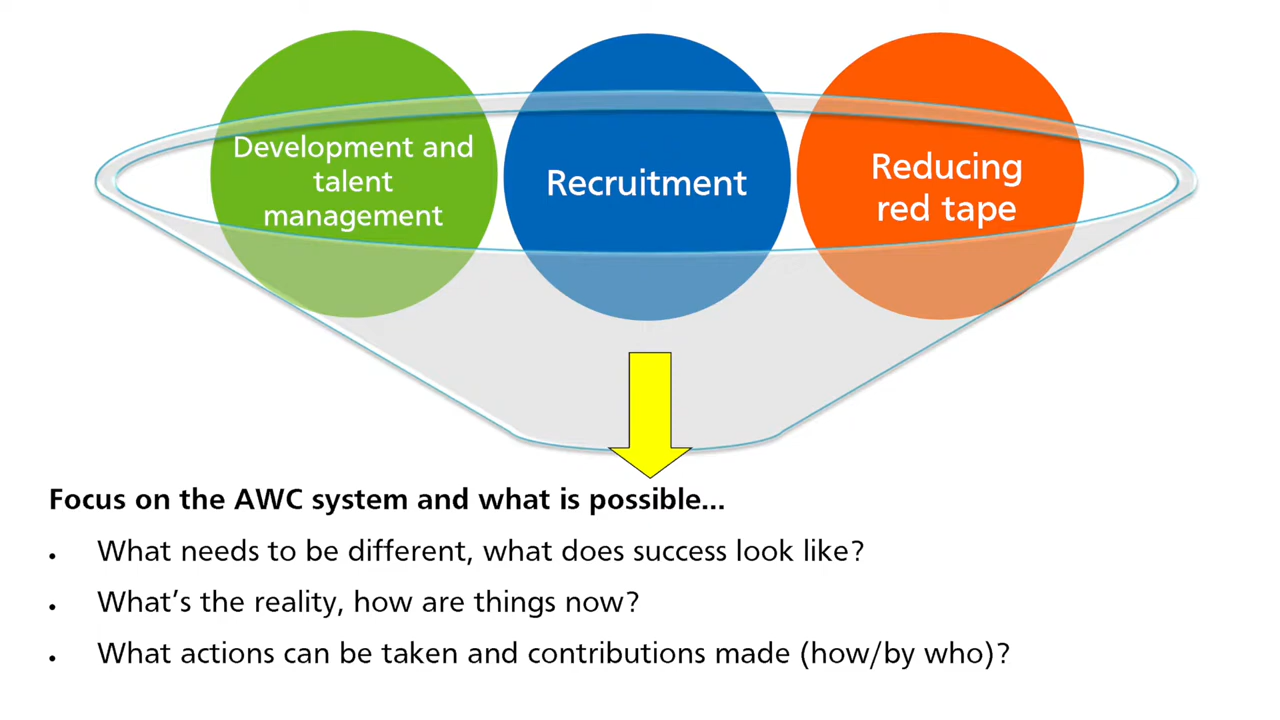 Development and
talent
management
Recruitment
Reducing
red tape
Focus on the AWC system and what is possible...
• What needs to be different, what does success look like?
• What’s the reality, how are things now?
• What actions can be taken and contributions made (how/by who)?